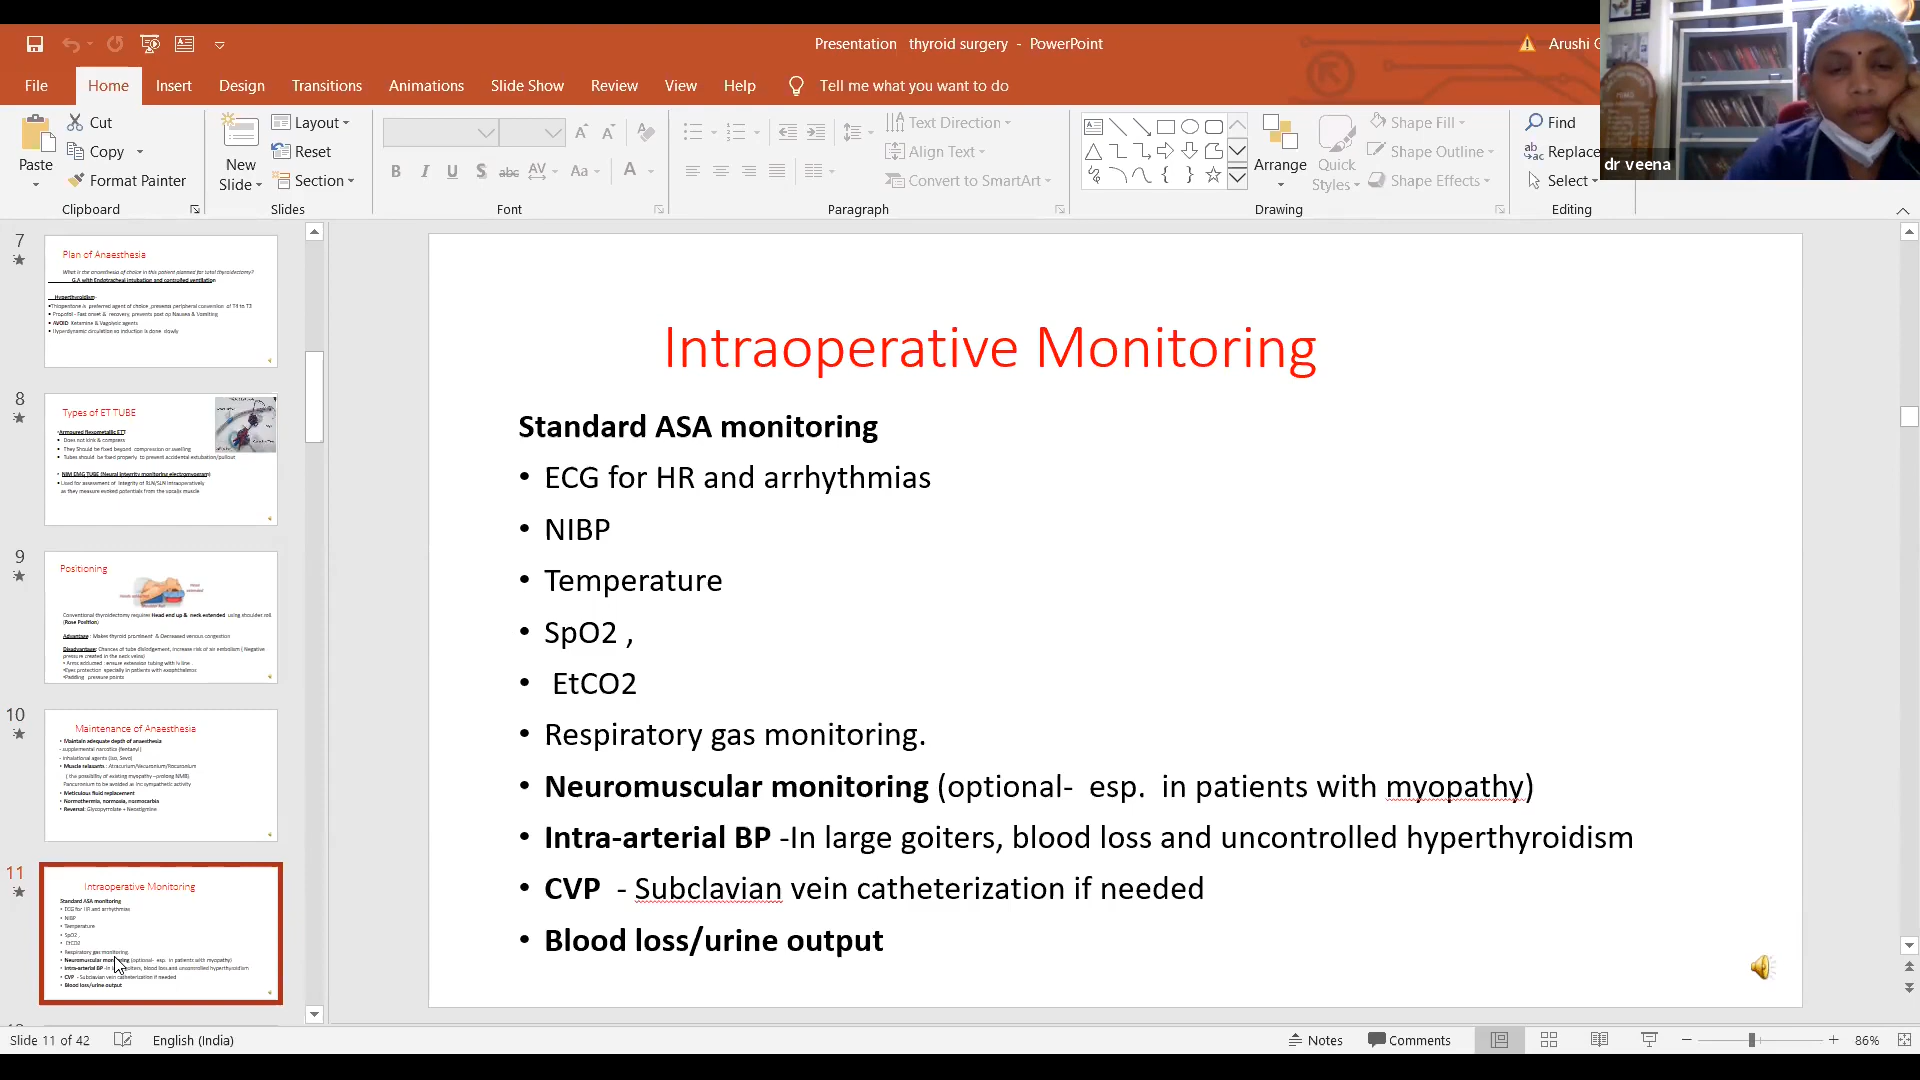 Presentation thyroid surgery - PowerPoint
Arushi G
File Home Insert Design Transitions Animations Slide Show Review View Help Tell me what you want to do
Paste
Cut
Copy
Format Painter
Clipboard
New Slide
Layout
Reset
Section
Slides
B I U S abc AV Aa A
Font
Text Direction
Align Text
Convert to SmartArt
Paragraph
Arrange
Quick Styles
Shape Fill
Shape Outline
Shape Effects
Drawing
Find
Replace
Select
Editing
dr veena
7
Plan of Anaesthesia
What is the anaesthesia of choice in this patient planned for total thyroidectomy?
G.A with Endotracheal intubation and controlled ventilation
Hyperthyroidism
•Thiopentone is preferred agent of choice ,prevents peripheral conversion of T4 to T3
• Propofol - Fast onset & recovery, prevents post op Nausea & Vomiting
• AVOID Ketamine & Vagolytic agents
• Hyperdynamic circulation so induction is done slowly
8
Types of ET TUBE
•Armoured flexometallic ETT
• Does not kink & compress
• They Should be fixed beyond compression or swelling
• Tubes should be fixed properly to prevent accidental extubation/pullout
• NIM EMG TUBE (Neural integrity monitoring electromyogram)
• Used for assessment of integrity of RLN/SLN intraoperatively
as they measure evoked potentials from the vocalis muscle
9
Positioning
Conventional thyroidectomy requires Head end up & neck extended using shoulder roll
(Rose Position)
Advantage : Makes thyroid prominent & Decreased venous congestion
Disadvantage: Chances of tube dislodgement, increase risk of air embolism ( Negative
pressure created in the neck veins)
• Arms adducted : ensure extension tubing with iv line .
•Eyes protection specially in patients with exophthalmos
•Padding pressure points
10
Maintenance of Anaesthesia
• Maintain adequate depth of anaesthesia
- supplemental narcotics (fentanyl)
- inhalational agents (Iso, Sevo)
• Muscle relaxants : Atracurium/Vecuronium/Rocuronium
( the possibility of existing myopathy –prolong NMB)
Pancuronium to be avoided as inc sympathetic activity
• Meticulous fluid replacement
• Normothermia, normoxia, normocarbia
• Reversal: Glycopyrrolate + Neostigmine
11
Intraoperative Monitoring
Standard ASA monitoring
• ECG for HR and arrhythmias
• NIBP
• Temperature
• SpO2 ,
• EtCO2
• Respiratory gas monitoring.
• Neuromuscular monitoring (optional- esp. in patients with myopathy)
• Intra-arterial BP -In goiters, blood loss and uncontrolled hyperthyroidism
• CVP - Subclavian vein catheterization if needed
• Blood loss/urine output
Intraoperative Monitoring
Standard ASA monitoring
• ECG for HR and arrhythmias
• NIBP
• Temperature
• SpO2 ,
• EtCO2
• Respiratory gas monitoring.
• Neuromuscular monitoring (optional- esp. in patients with myopathy)
• Intra-arterial BP -In large goiters, blood loss and uncontrolled hyperthyroidism
• CVP - Subclavian vein catheterization if needed
• Blood loss/urine output
Slide 11 of 42 English (India) Notes Comments 86%